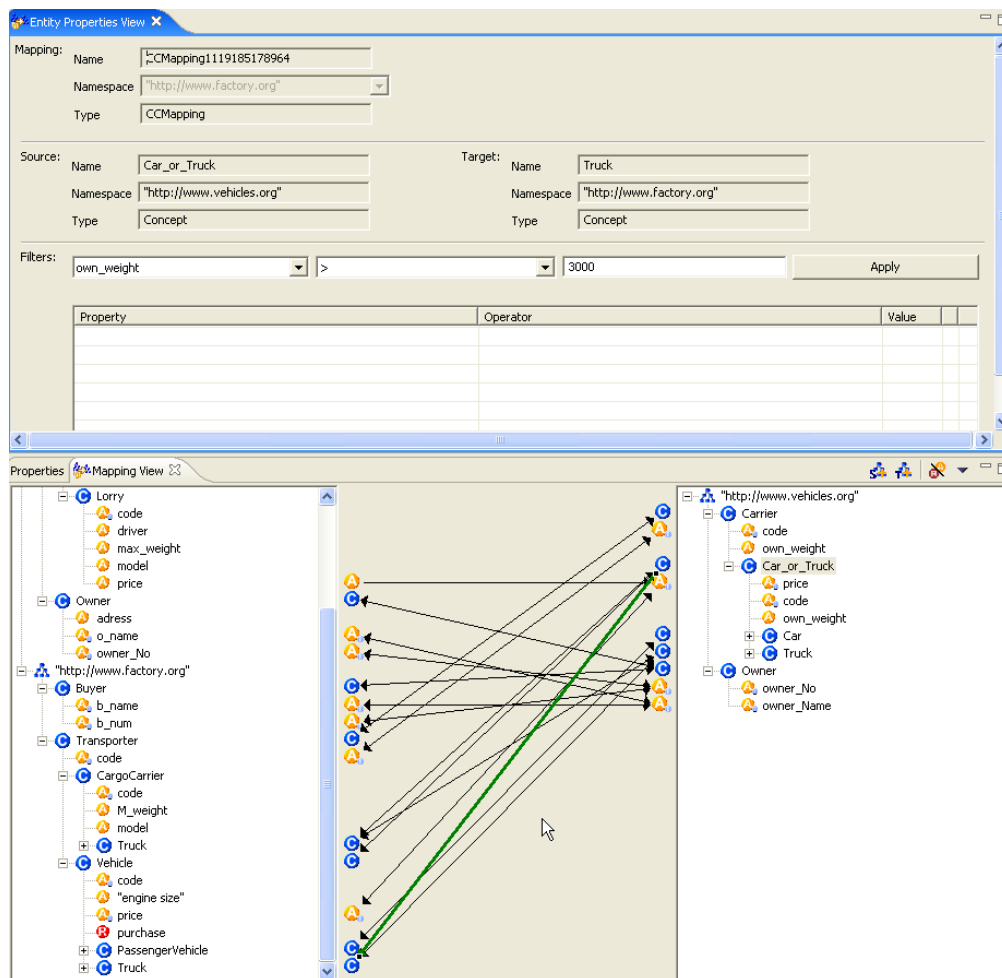 Entity Properties View
Mapping:
Name CCMapping1119185178964
Namespace "http://www.factory.org"
Type CCMapping
Source: Target:
Name Car_or_Truck Name Truck
Namespace "http://www.vehicles.org" Namespace "http://www.factory.org"
Type Concept Type Concept
Filters: own_weight > 3000 Apply
Property Operator Value
Properties Mapping View
Lorry
code
driver
max_weight
model
price
Owner
adress
o_name
owner_No
"http://www.factory.org"
Buyer
b_name
b_num
Transporter
code
CargoCarrier
code
M_weight
model
Truck
Vehicle
code
"engine size"
price
purchase
PassengerVehicle
Truck
"http://www.vehicles.org"
Carrier
code
own_weight
Car_or_Truck
price
code
own_weight
Car
Truck
Owner
owner_No
owner_Name